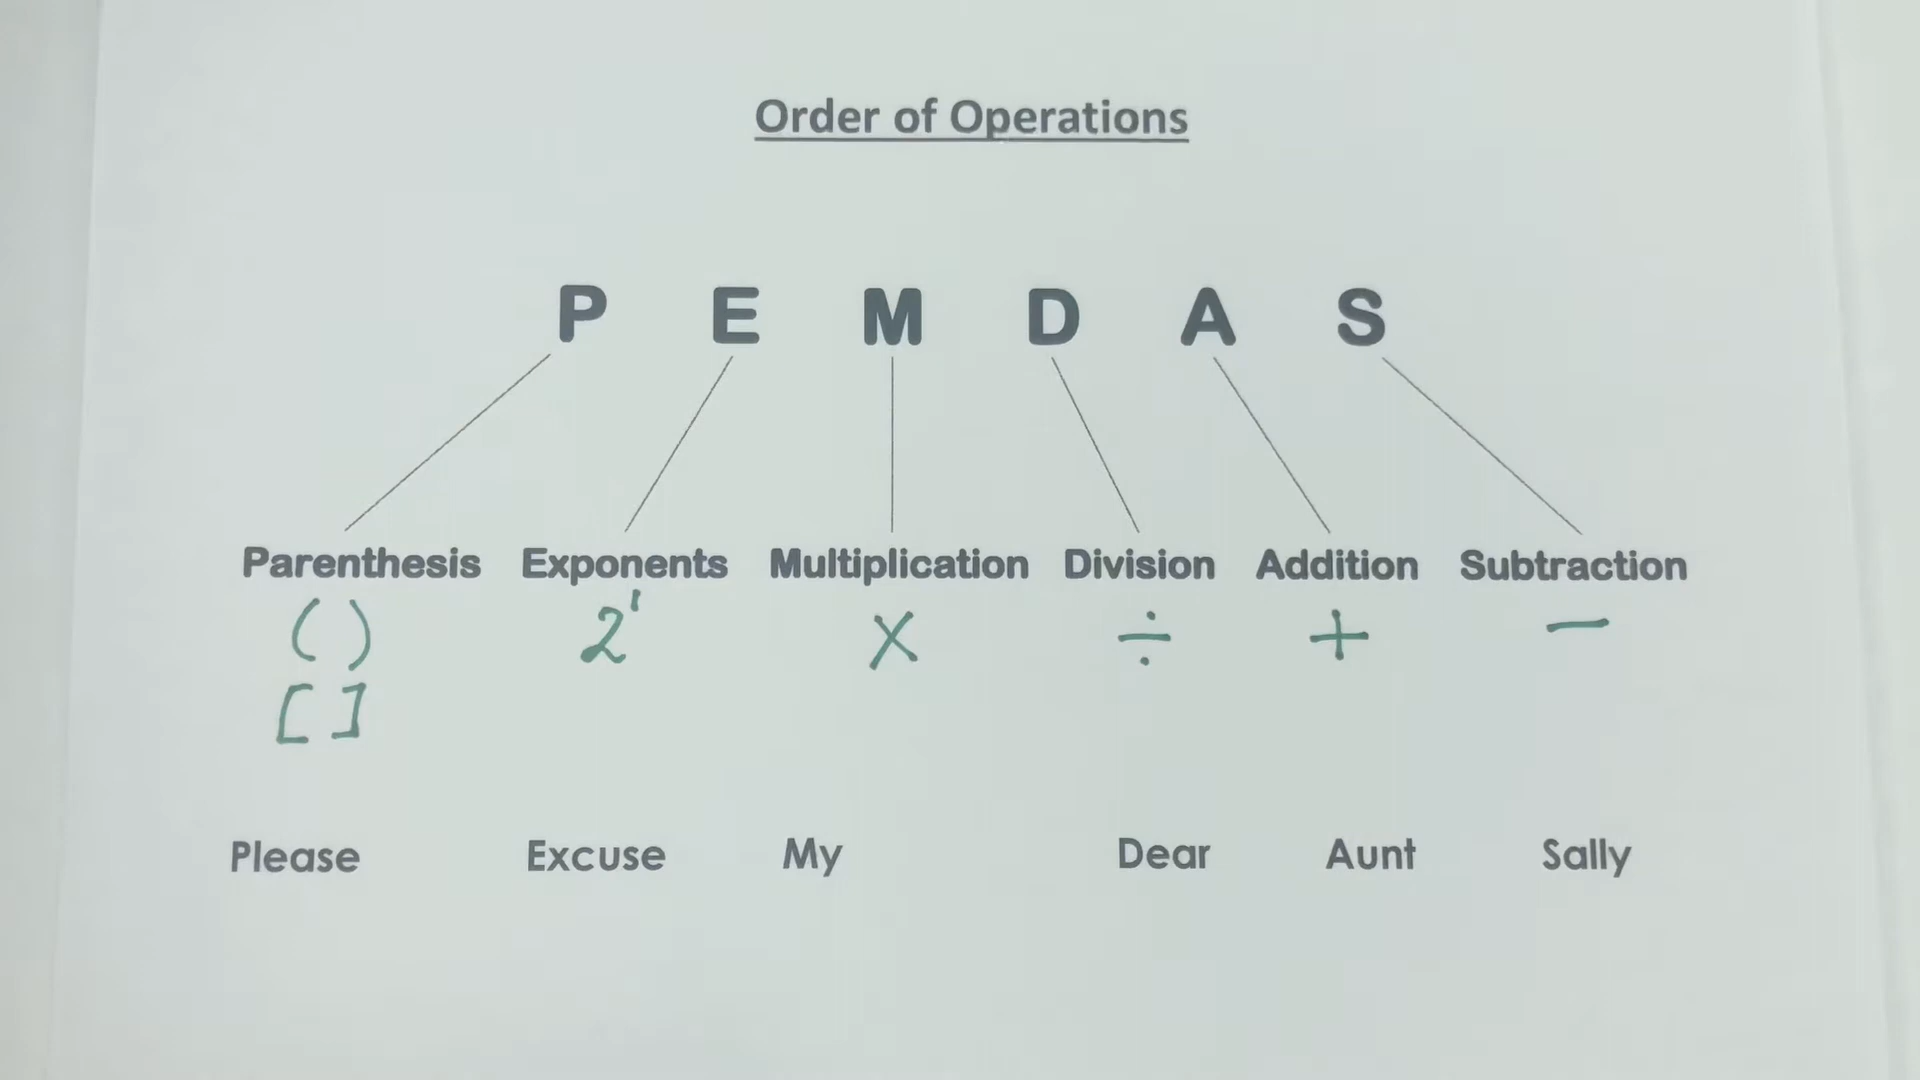 Order of Operations
P E M D A S
Parenthesis Exponents Multiplication Division Addition Subtraction
( ) 2¹ × ÷ + −
[ ]
Please Excuse My Dear Aunt Sally